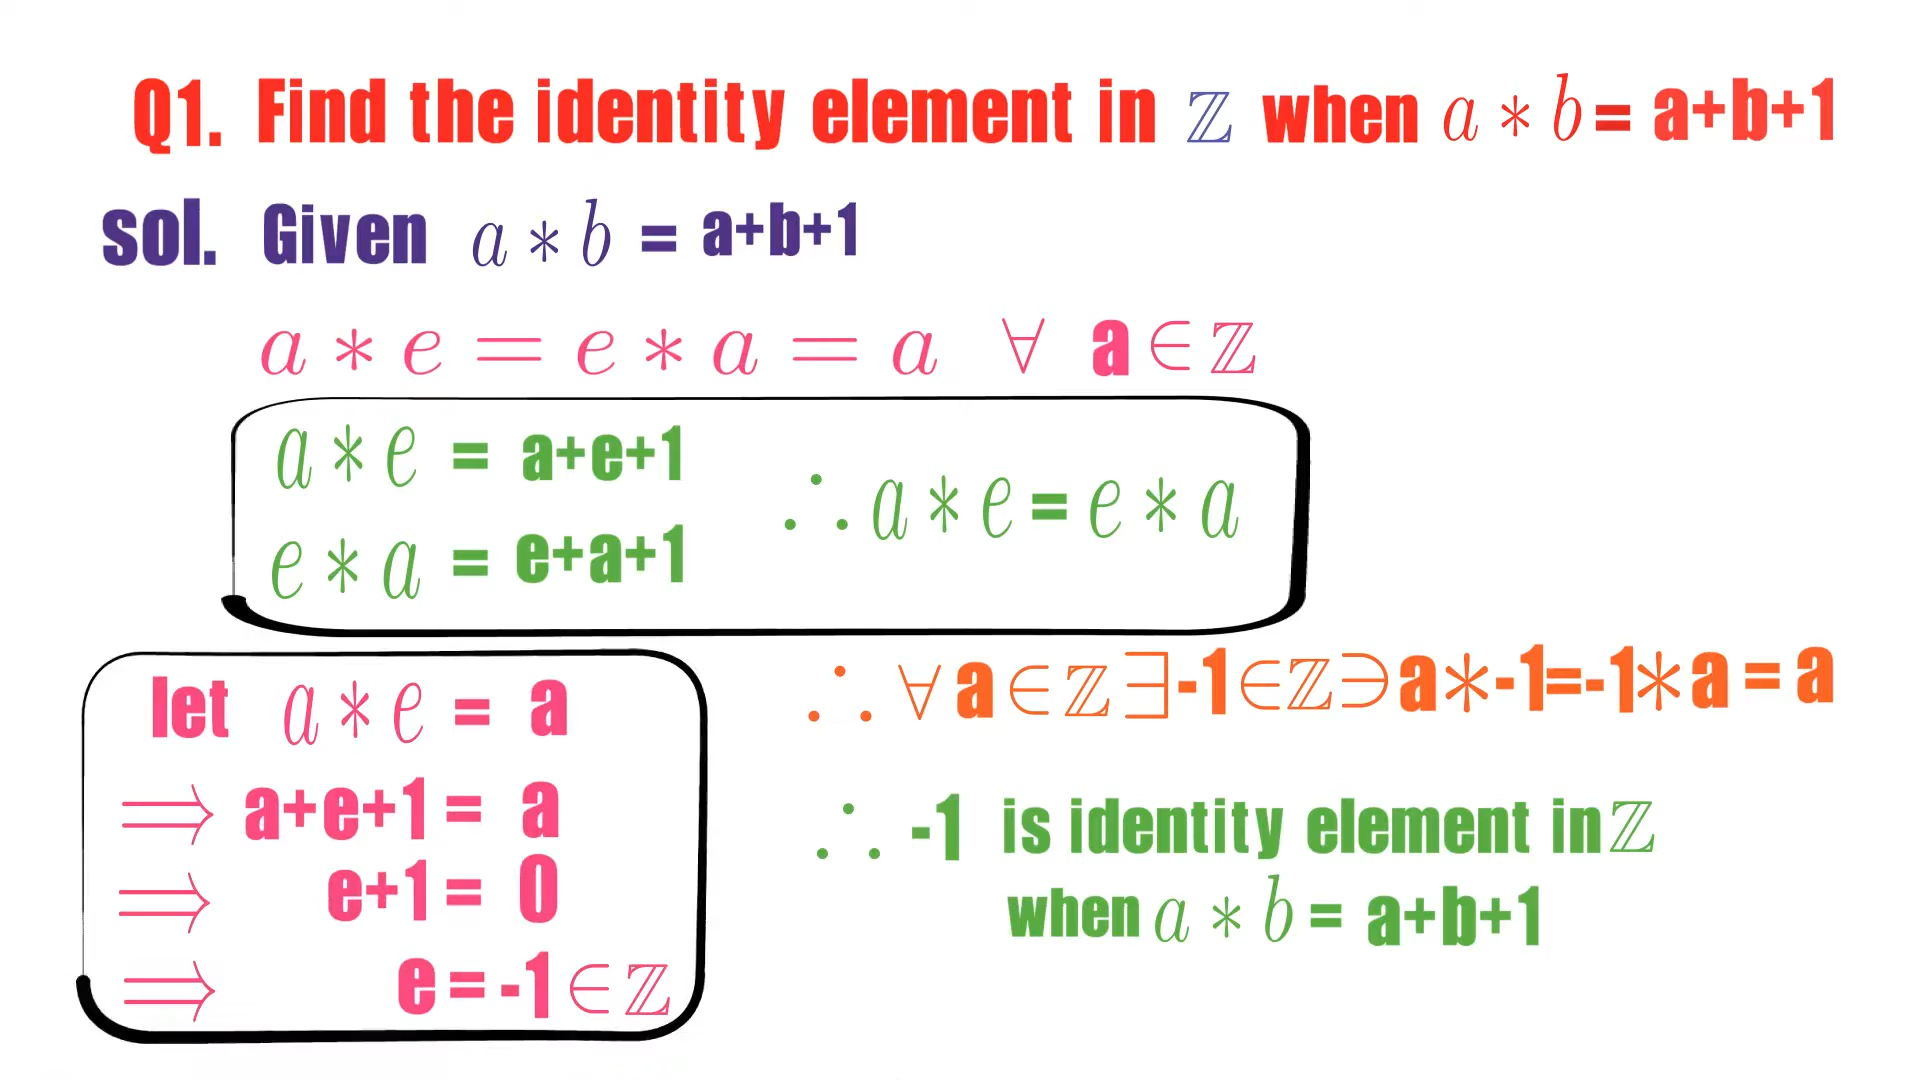 Q1. Find the identity element in ℤ when a ∗ b = a+b+1
sol. Given a ∗ b = a+b+1
a ∗ e = e ∗ a = a ∀ a ∈ ℤ
a ∗ e = a+e+1
∴ a ∗ e = e ∗ a
e ∗ a = e+a+1
let a ∗ e = a
⟹ a+e+1 = a
⟹ e+1 = 0
⟹ e = -1 ∈ ℤ
∴ ∀ a ∈ ℤ ∃ -1 ∈ ℤ ∋ a ∗ -1 = -1 ∗ a = a
∴ -1 is identity element in ℤ
when a ∗ b = a+b+1